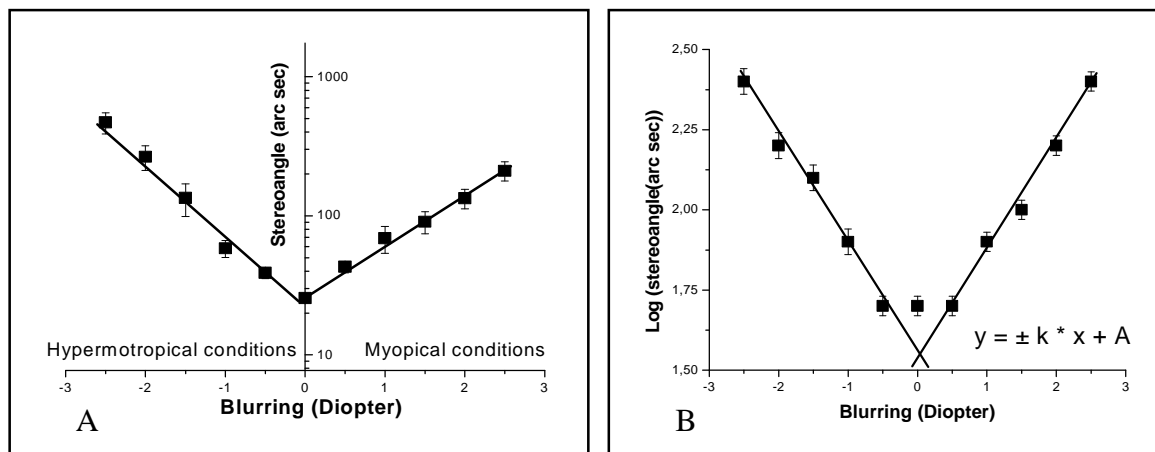 Stereoangle (arc sec)
1000
100
10
Hypermotropical conditions
Myopical conditions
-3
-2
-1
0
1
2
3
Blurring (Diopter)
A
Log (stereoangle(arc sec))
2,50
2,25
2,00
1,75
1,50
y = ± k * x + A
-3
-2
-1
0
1
2
3
Blurring (Diopter)
B